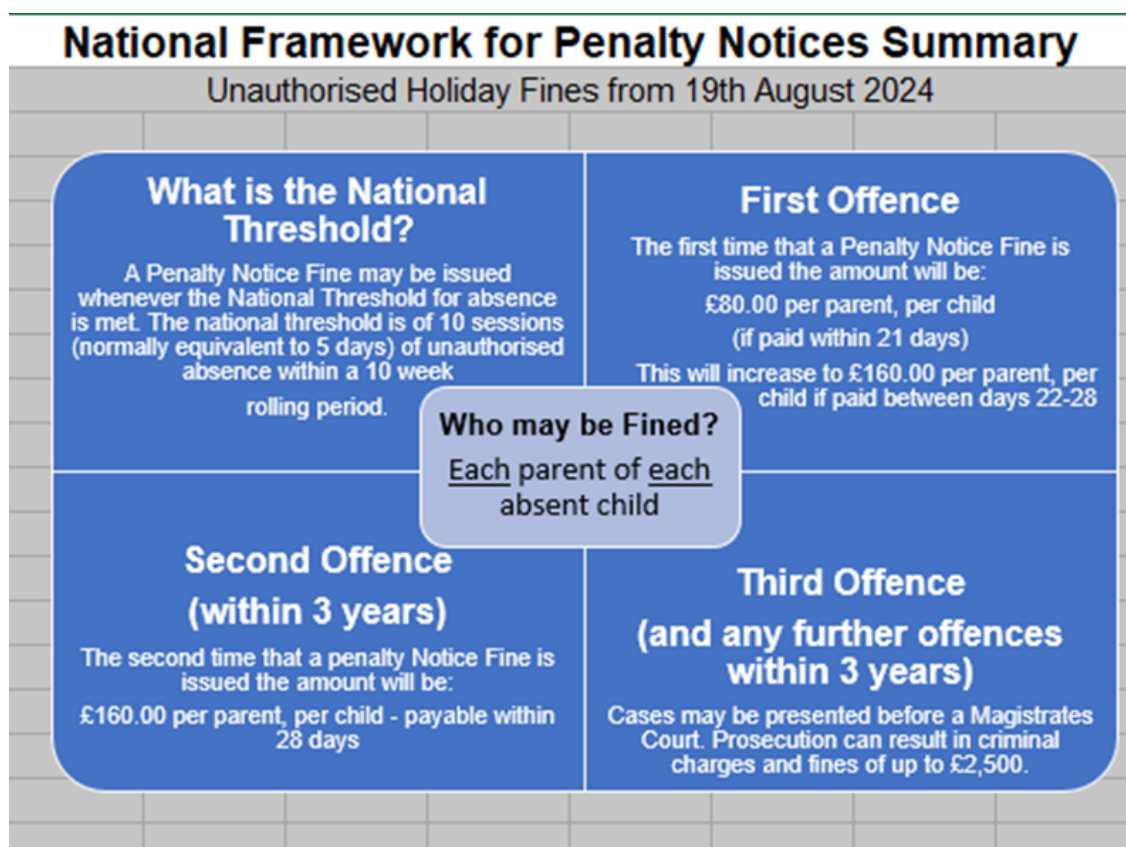 National Framework for Penalty Notices Summary
Unauthorised Holiday Fines from 19th August 2024
What is the National
Threshold?
A Penalty Notice Fine may be issued
whenever the National Threshold for absence
is met. The national threshold is of 10 sessions
(normally equivalent to 5 days) of unauthorised
absence within a 10 week
rolling period.
First Offence
The first time that a Penalty Notice Fine is
issued the amount will be:
£80.00 per parent, per child
(if paid within 21 days)
This will increase to £160.00 per parent, per
child if paid between days 22-28
Who may be Fined?
Each parent of each
absent child
Second Offence
(within 3 years)
The second time that a penalty Notice Fine is
issued the amount will be:
£160.00 per parent, per child - payable within
28 days
Third Offence
(and any further offences
within 3 years)
Cases may be presented before a Magistrates
Court. Prosecution can result in criminal
charges and fines of up to £2,500.